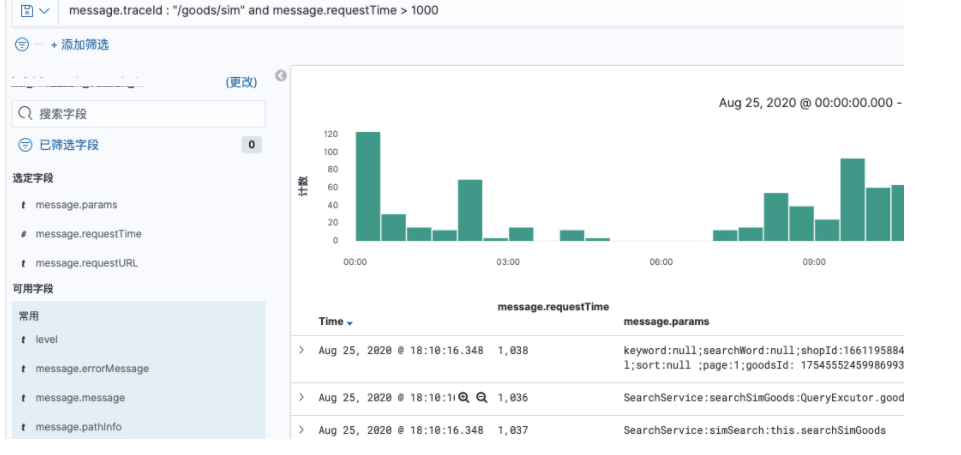 message.traceId : "/goods/sim" and message.requestTime > 1000
+ 添加筛选
(更改)
搜索字段
已筛选字段 0
选定字段
t message.params
# message.requestTime
t message.requestURL
可用字段
常用
t level
t message.errorMessage
t message.message
t message.pathInfo
Aug 25, 2020 @ 00:00:00.000 -
计数
120
100
80
60
40
20
0
00:00 03:00 06:00 09:00
Time message.requestTime message.params
Aug 25, 2020 @ 18:10:16.348 1,038 keyword:null;searchWord:null;shopId:1661195884
l;sort:null ;page:1;goodsId: 17545552459986993
Aug 25, 2020 @ 18:10:1 1,036 SearchService:searchSimGoods:QueryExcutor.good
Aug 25, 2020 @ 18:10:16.348 1,037 SearchService:simSearch:this.searchSimGoods